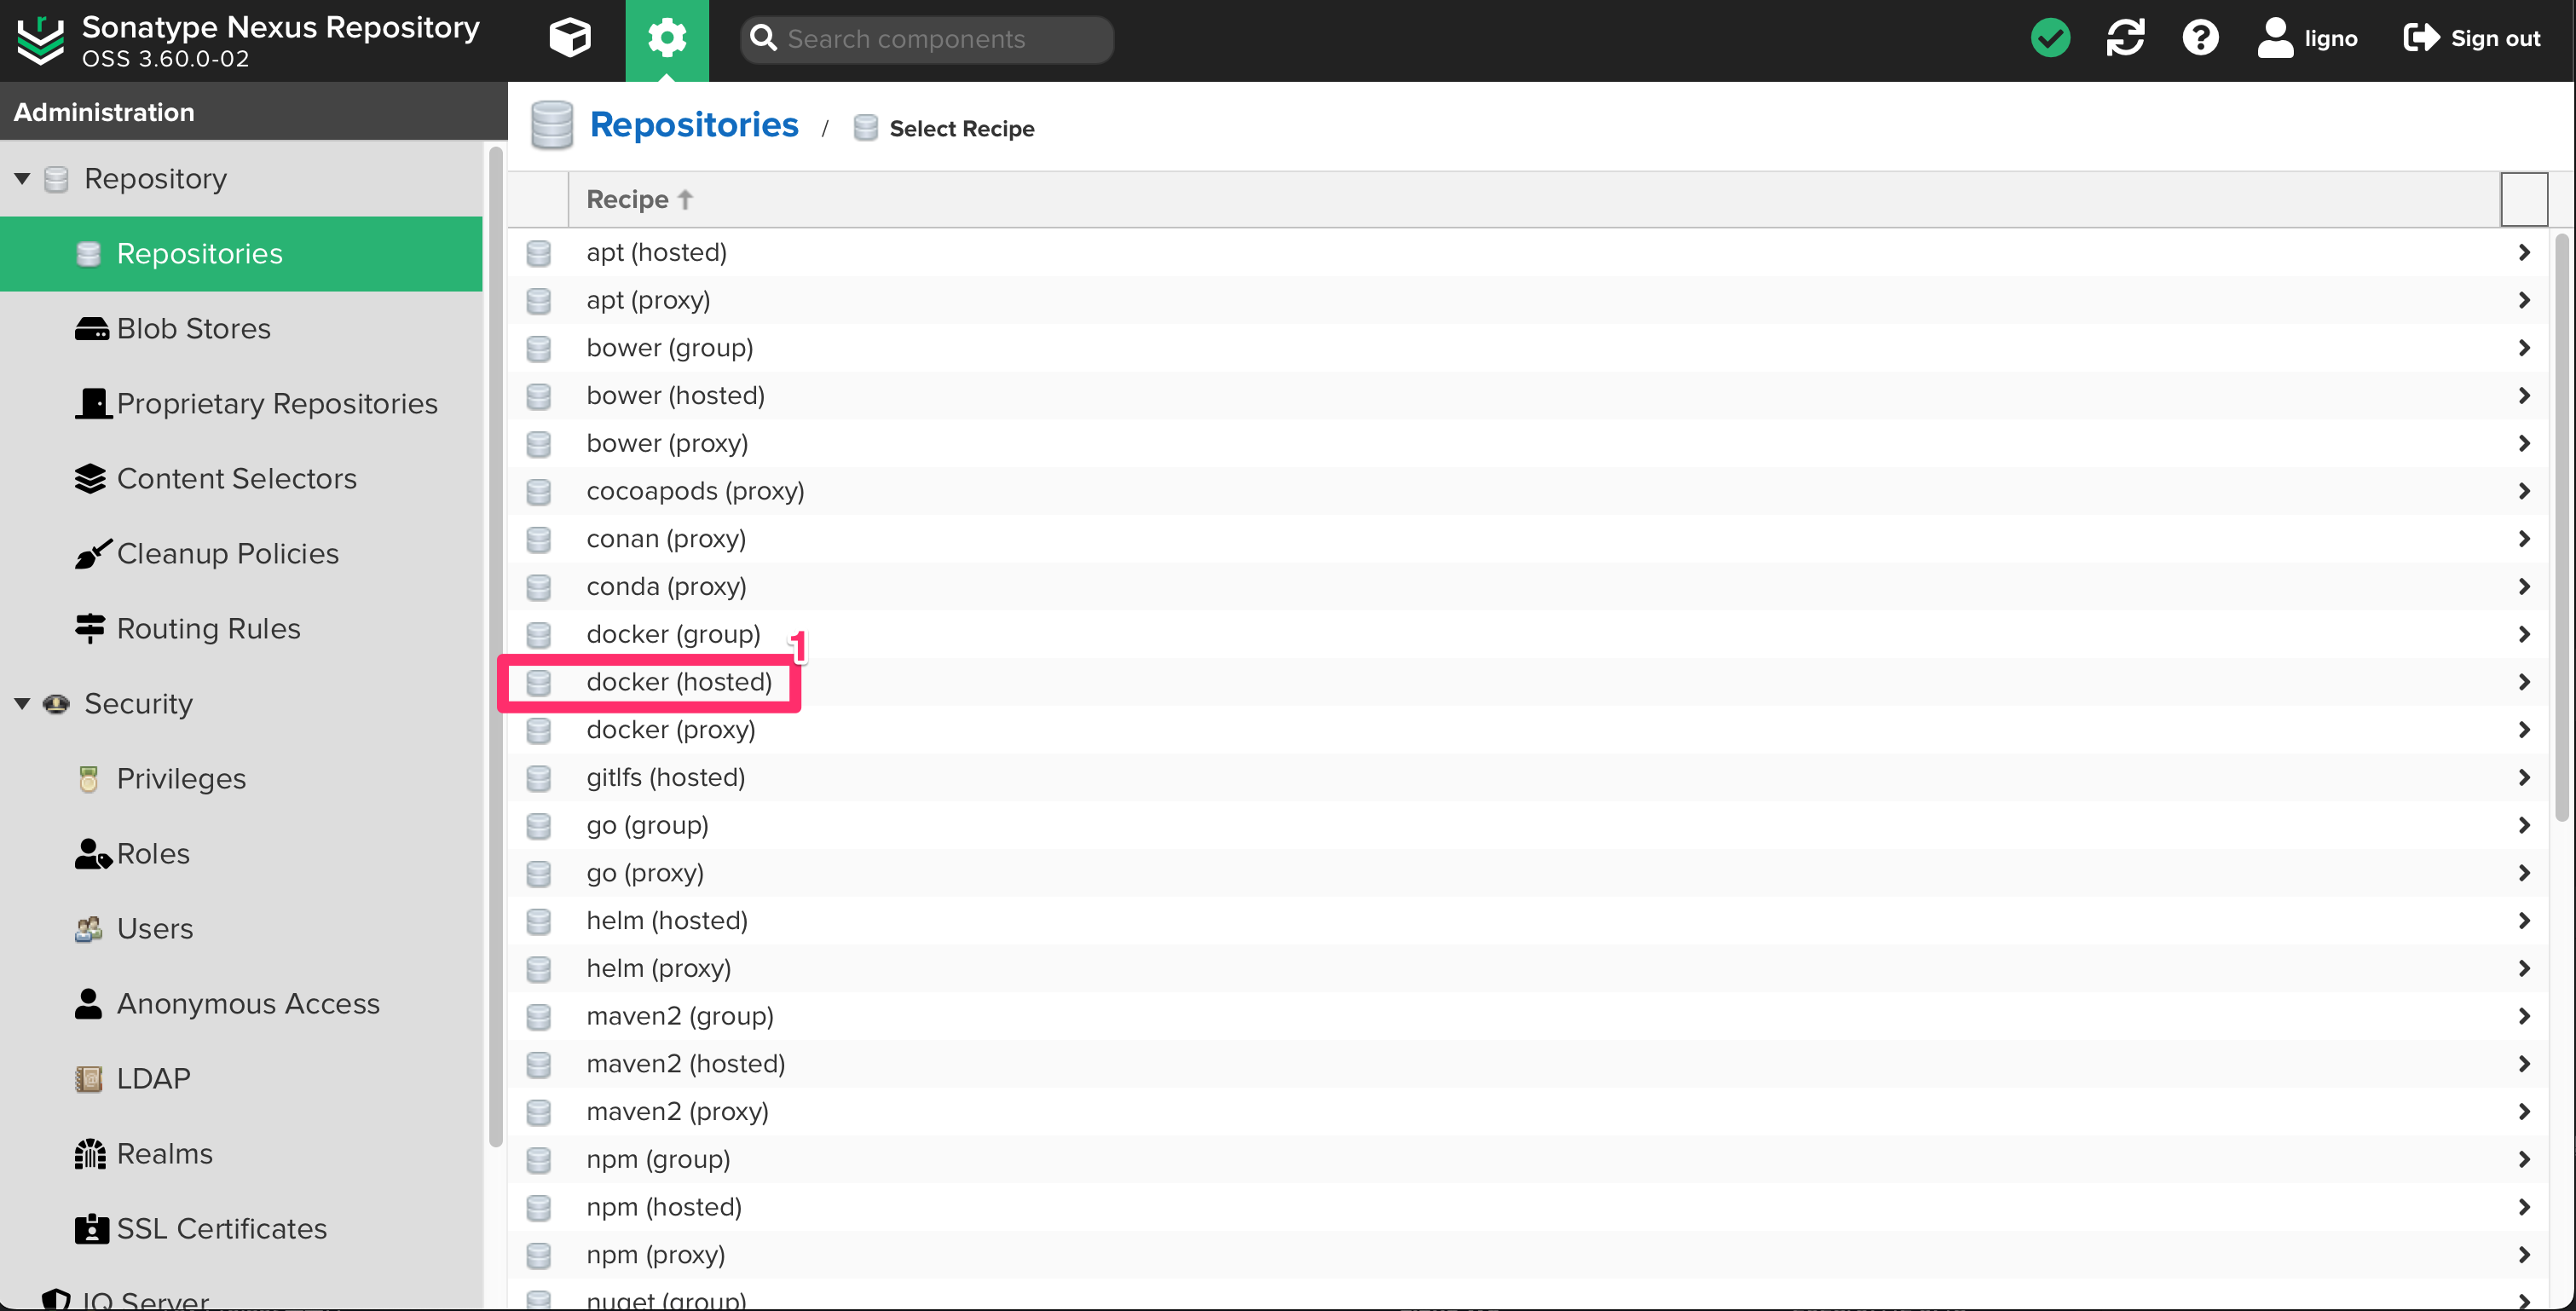 Sonatype Nexus Repository
OSS 3.60.0-02
Search components
ligno
Sign out
Administration
Repository
Repositories
Blob Stores
Proprietary Repositories
Content Selectors
Cleanup Policies
Routing Rules
Security
Privileges
Roles
Users
Anonymous Access
LDAP
Realms
SSL Certificates
IQ Server
Repositories / Select Recipe
Recipe
apt (hosted)
apt (proxy)
bower (group)
bower (hosted)
bower (proxy)
cocoapods (proxy)
conan (proxy)
conda (proxy)
docker (group)
1
docker (hosted)
docker (proxy)
gitlfs (hosted)
go (group)
go (proxy)
helm (hosted)
helm (proxy)
maven2 (group)
maven2 (hosted)
maven2 (proxy)
npm (group)
npm (hosted)
npm (proxy)
nuget (group)